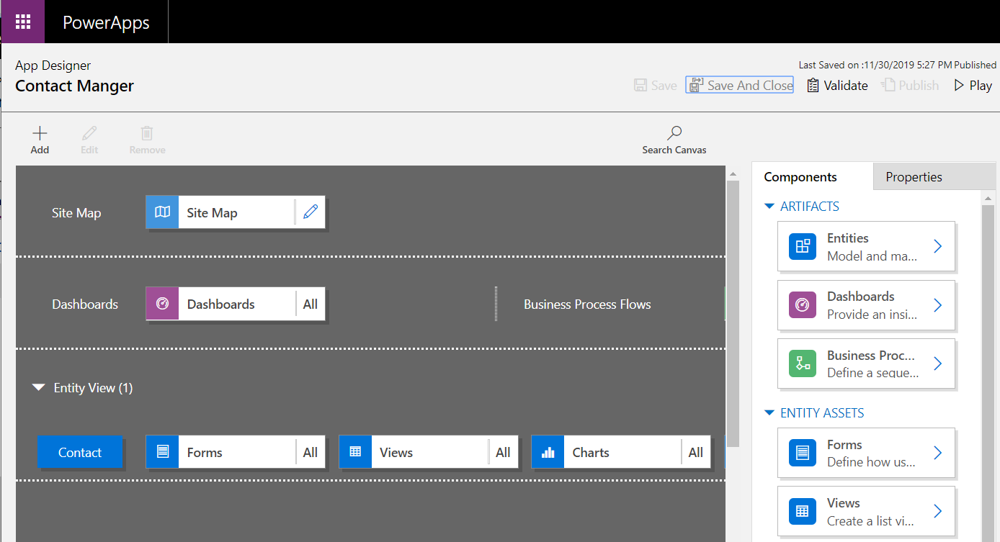 PowerApps
App Designer
Contact Manger
Last Saved on :11/30/2019 5:27 PM Published
Save
Save And Close
Validate
Publish
Play
Add
Edit
Remove
Search Canvas
Site Map
Site Map
Dashboards
Dashboards
All
Business Process Flows
Entity View (1)
Contact
Forms
All
Views
All
Charts
All
Components
Properties
ARTIFACTS
Entities
Model and ma...
Dashboards
Provide an insi...
Business Proc...
Define a seque...
ENTITY ASSETS
Forms
Define how us...
Views
Create a list vi...